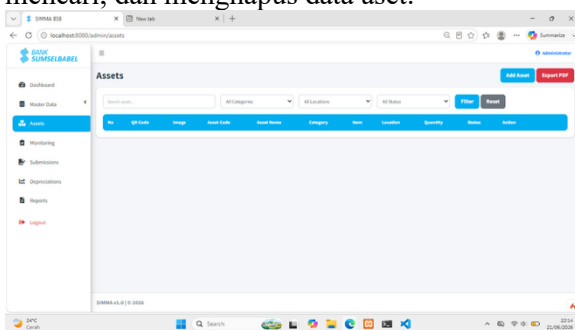 mencari, dan menghapus data aset.
SIMMA BSB
New tab
localhost:8080/admin/assets
Summarize
BANK
SUMSELBABEL
Administrator
Assets
Add Asset
Export PDF
Dashboard
Master Data
Assets
Monitoring
Submissions
Depreciations
Reports
Logout
Search asset...
All Categories
All Locations
All Status
Filter
Reset
No
QR Code
Image
Asset Code
Asset Name
Category
Item
Location
Quantity
Status
Action
SIMMA v1.0 | © 2026
24°C
Cerah
Search
22:14
21/06/2026